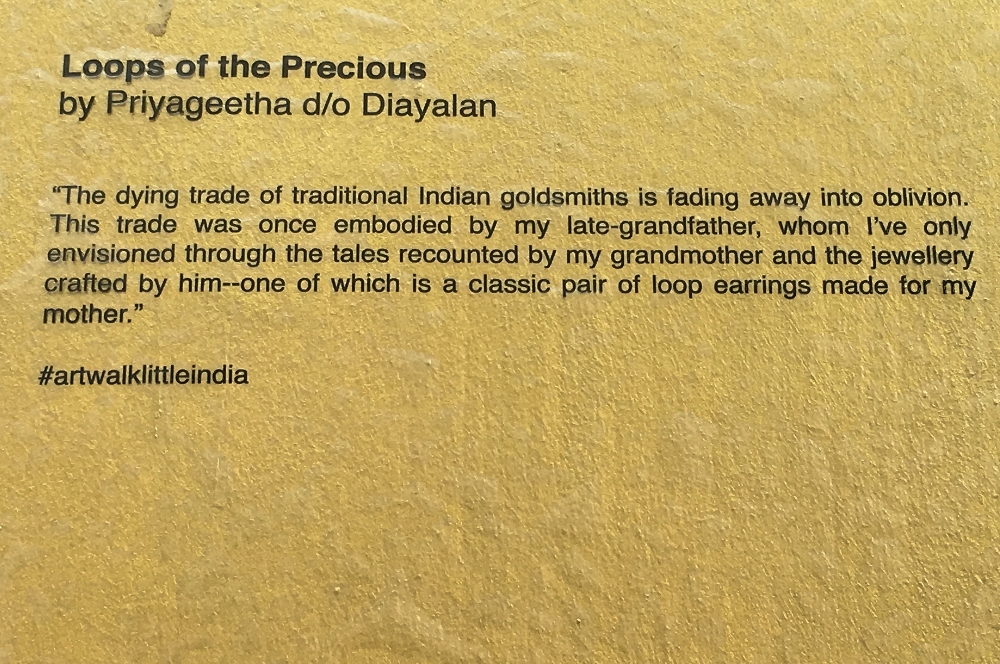 Loops of the Precious
by Priyageetha d/o Diayalan
“The dying trade of traditional Indian goldsmiths is fading away into oblivion.
This trade was once embodied by my late-grandfather, whom I’ve only
envisioned through the tales recounted by my grandmother and the jewellery
crafted by him--one of which is a classic pair of loop earrings made for my
mother.”
#artwalklittleindia